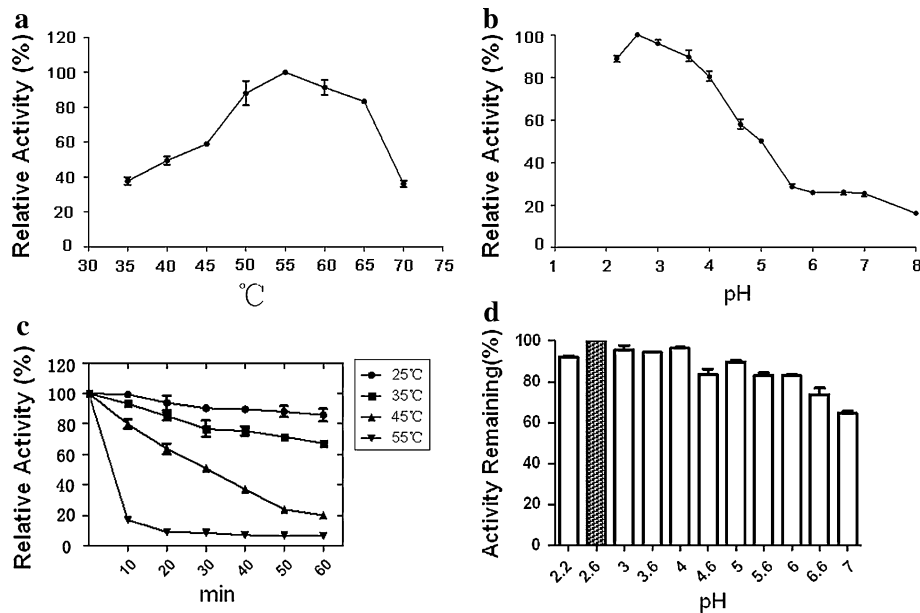 a
Relative Activity (%)
120
100
80
60
40
20
0
30 35 40 45 50 55 60 65 70 75
℃
b
Relative Activity (%)
100
80
60
40
20
0
1 2 3 4 5 6 7 8
pH
c
Relative Activity (%)
120
100
80
60
40
20
0
10 20 30 40 50 60
min
25℃
35℃
45℃
55℃
d
Activity Remaining(%)
100
80
60
40
20
0
2.2 2.6 3 3.6 4 4.6 5 5.6 6 6.6 7
pH